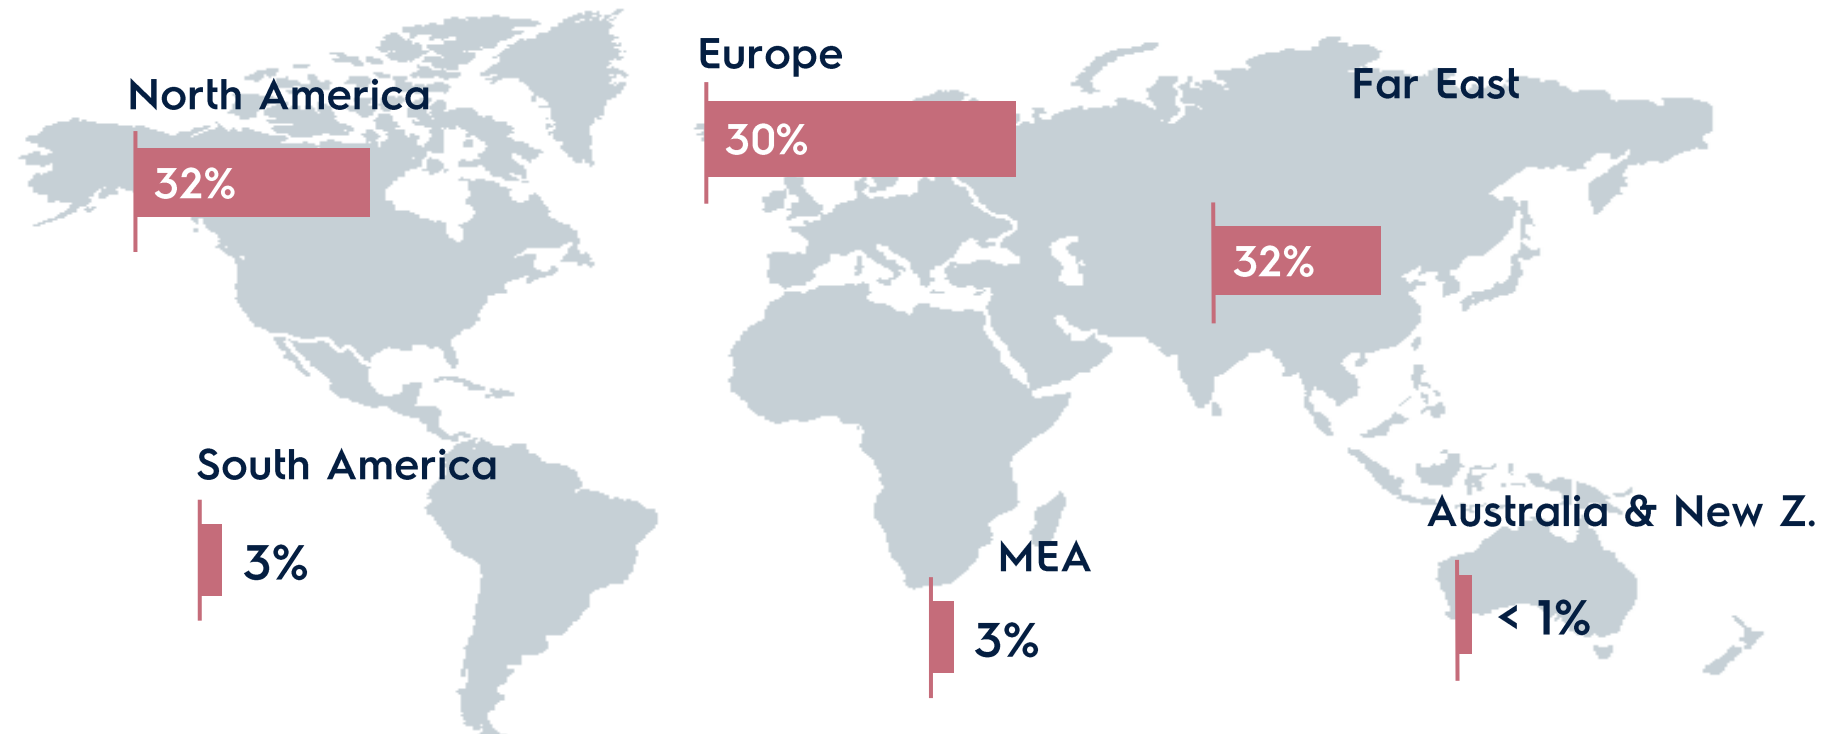 North America
32%
Europe
30%
Far East
32%
South America
3%
MEA
3%
Australia & New Z.
< 1%